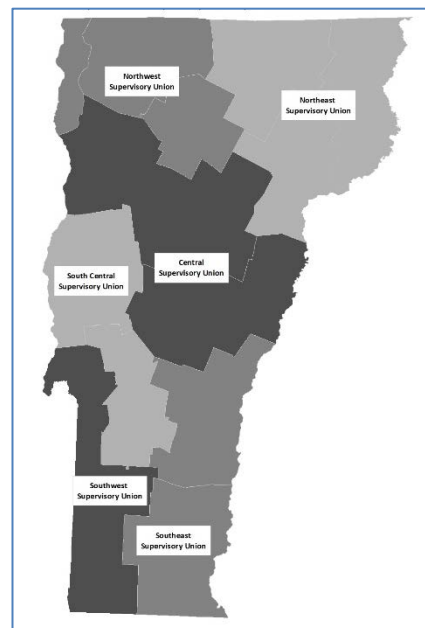 Northwest
Supervisory Union
Northeast
Supervisory Union
Central
Supervisory Union
South Central
Supervisory Union
Southwest
Supervisory Union
Southeast
Supervisory Union